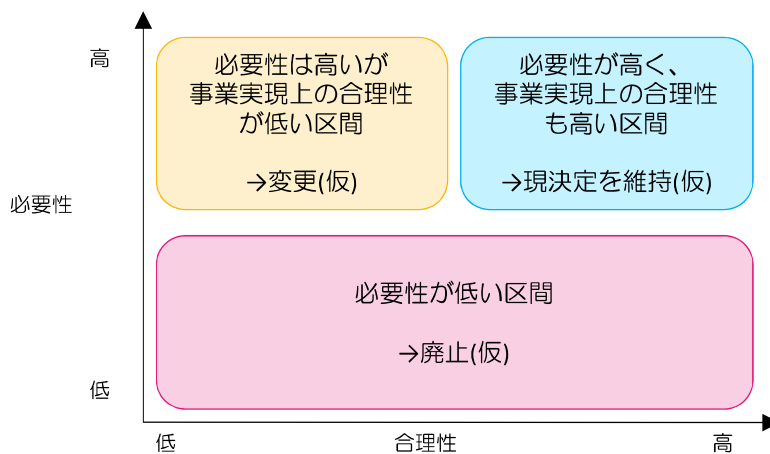 高
必要性は高いが
事業実現上の合理性
が低い区間
→変更(仮)
必要性が高く、
事業実現上の合理性
も高い区間
→現決定を維持(仮)
必要性
必要性が低い区間
→廃止(仮)
低
低
合理性
高